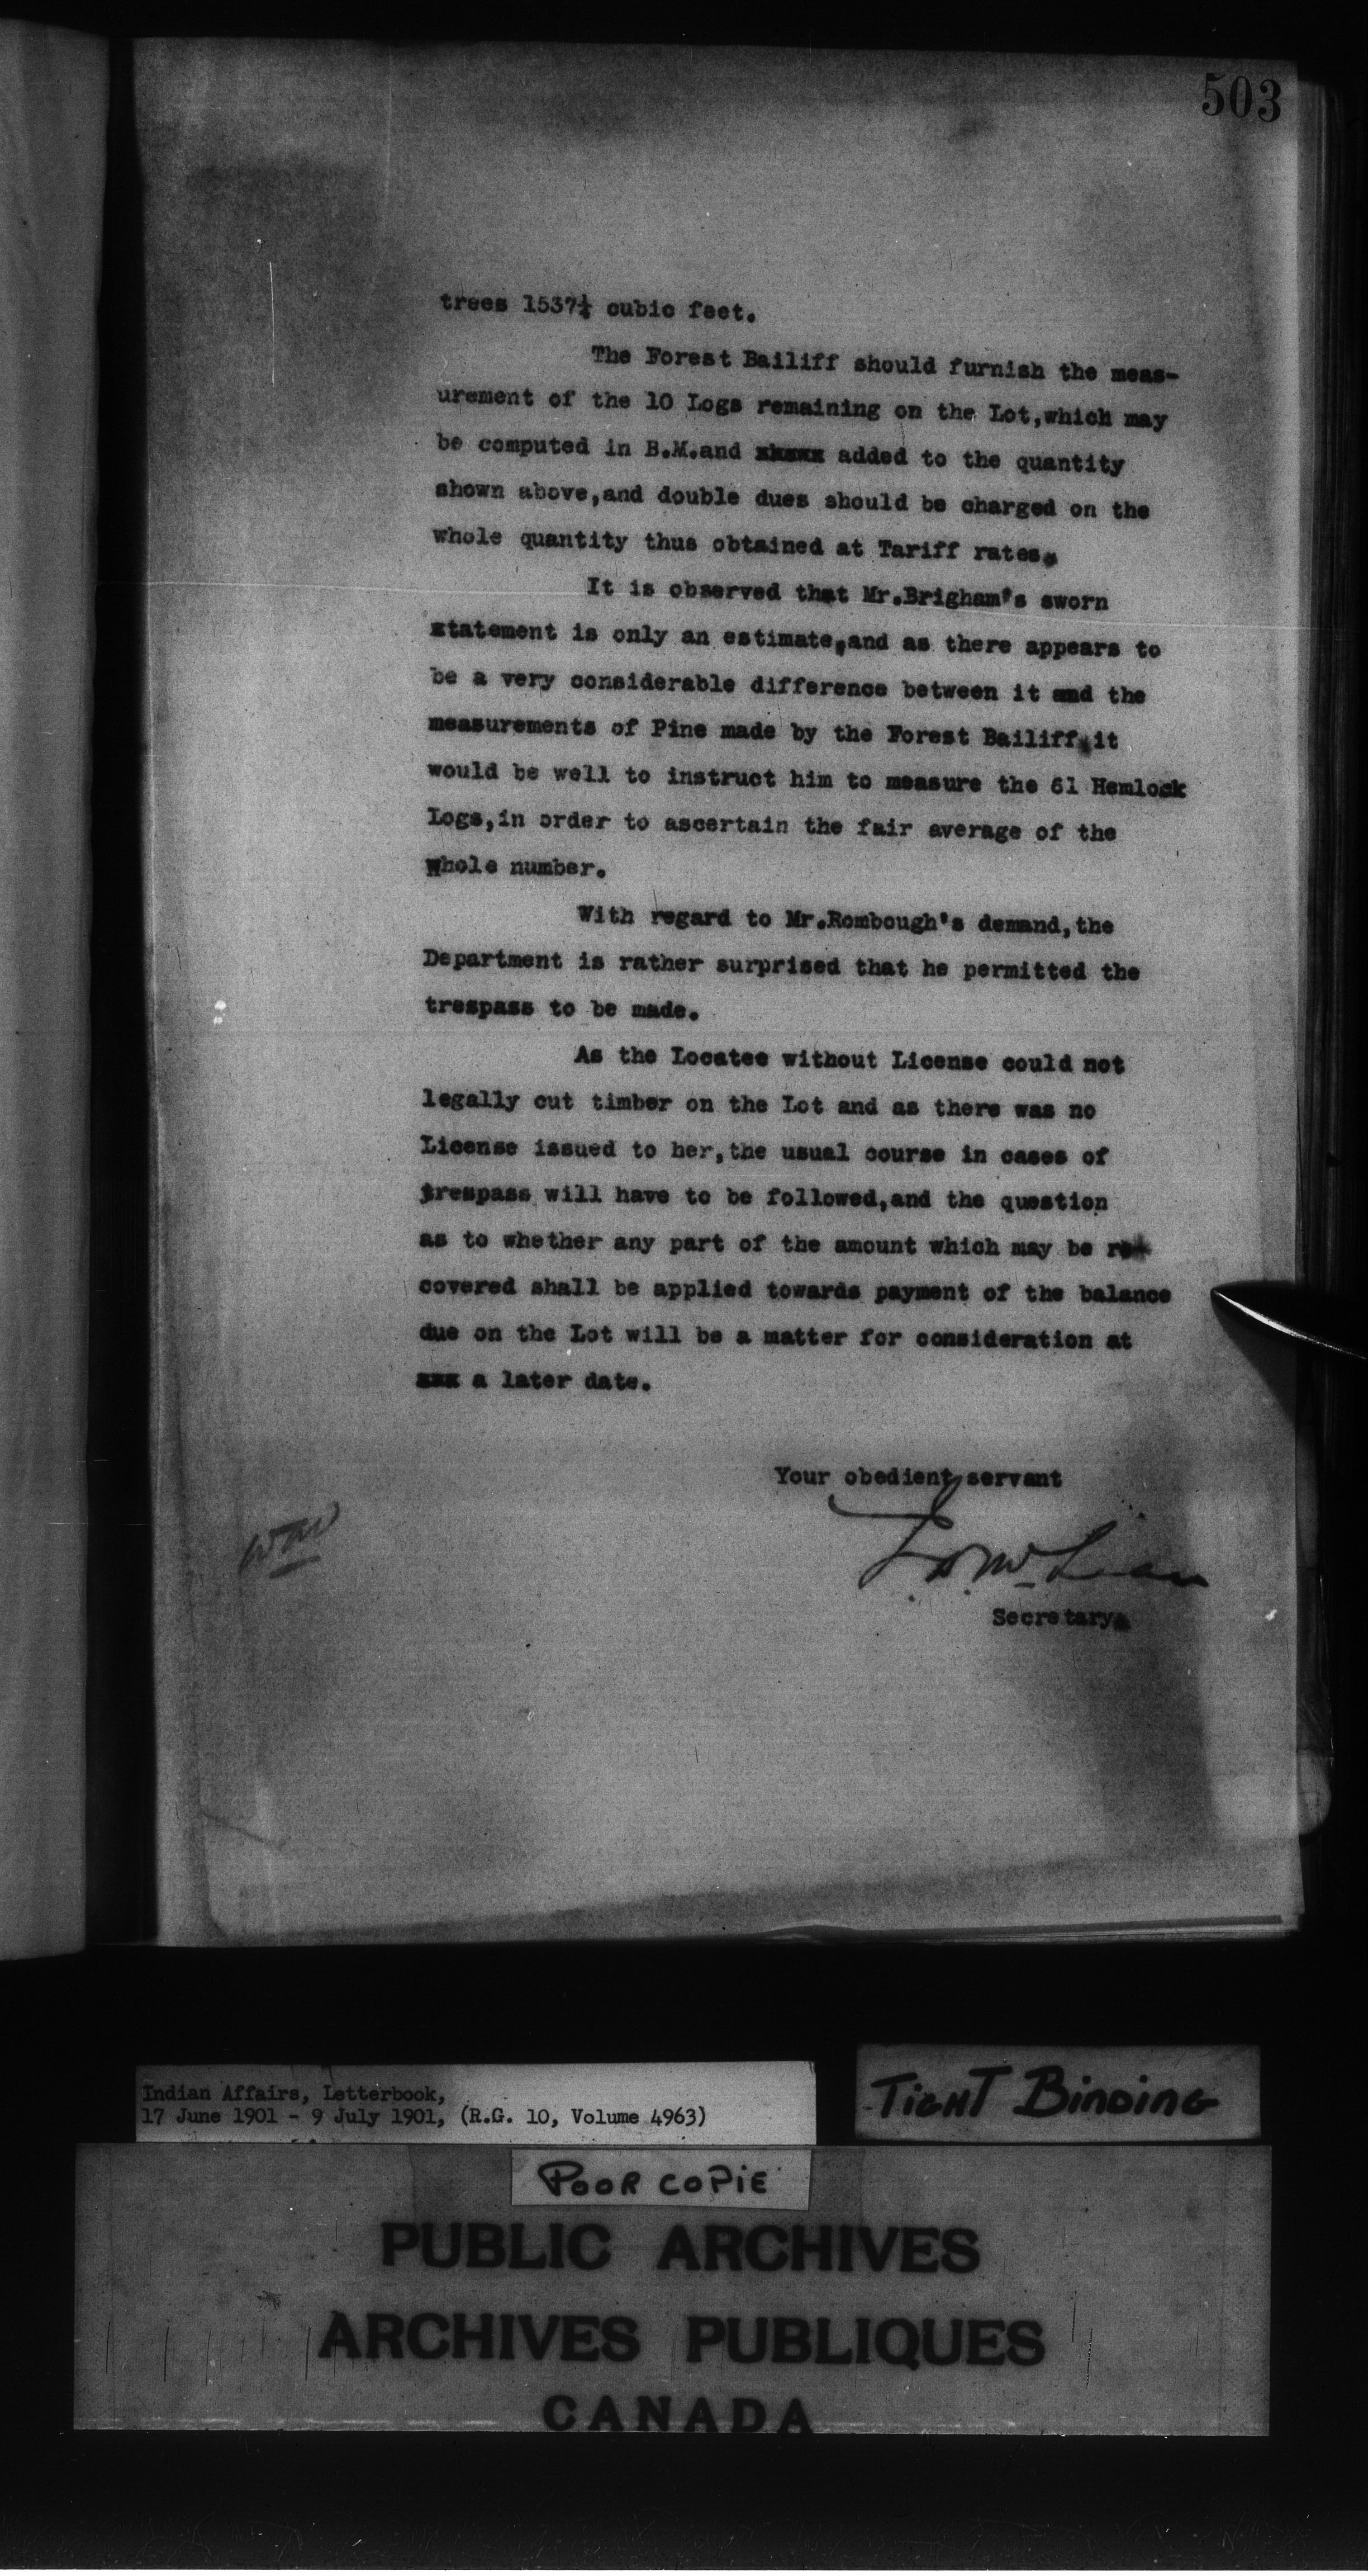 503
trees 1537¼ cubic feet.
The Forest Bailiff should furnish the meas-
urement of the 10 Logs remaining on the Lot,which may
be computed in B.M.and xxxxx added to the quantity
shown above,and double dues should be charged on the
whole quantity thus obtained at Tariff rates.
It is observed that Mr.Brigham's sworn
statement is only an estimate,and as there appears to
be a very considerable difference between it and the
measurements of Pine made by the Forest Bailiff,it
would be well to instruct him to measure the 61 Hemlock
Logs,in order to ascertain the fair average of the
whole number.
With regard to Mr.Rombough's demand,the
Department is rather surprised that he permitted the
trespass to be made.
As the Locatee without License could not
legally cut timber on the Lot and as there was no
License issued to her,the usual course in cases of
trespass will have to be followed,and the question
as to whether any part of the amount which may be re-
covered shall be applied towards payment of the balance
due on the Lot will be a matter for consideration at
xxx a later date.
Your obedient servant
J.D. McLean
Secretary.
Indian Affairs, Letterbook,
17 June 1901 - 9 July 1901, (R.G. 10, Volume 4963)
TIGHT BINDING
POOR COPIE
PUBLIC ARCHIVES
ARCHIVES PUBLIQUES
CANADA